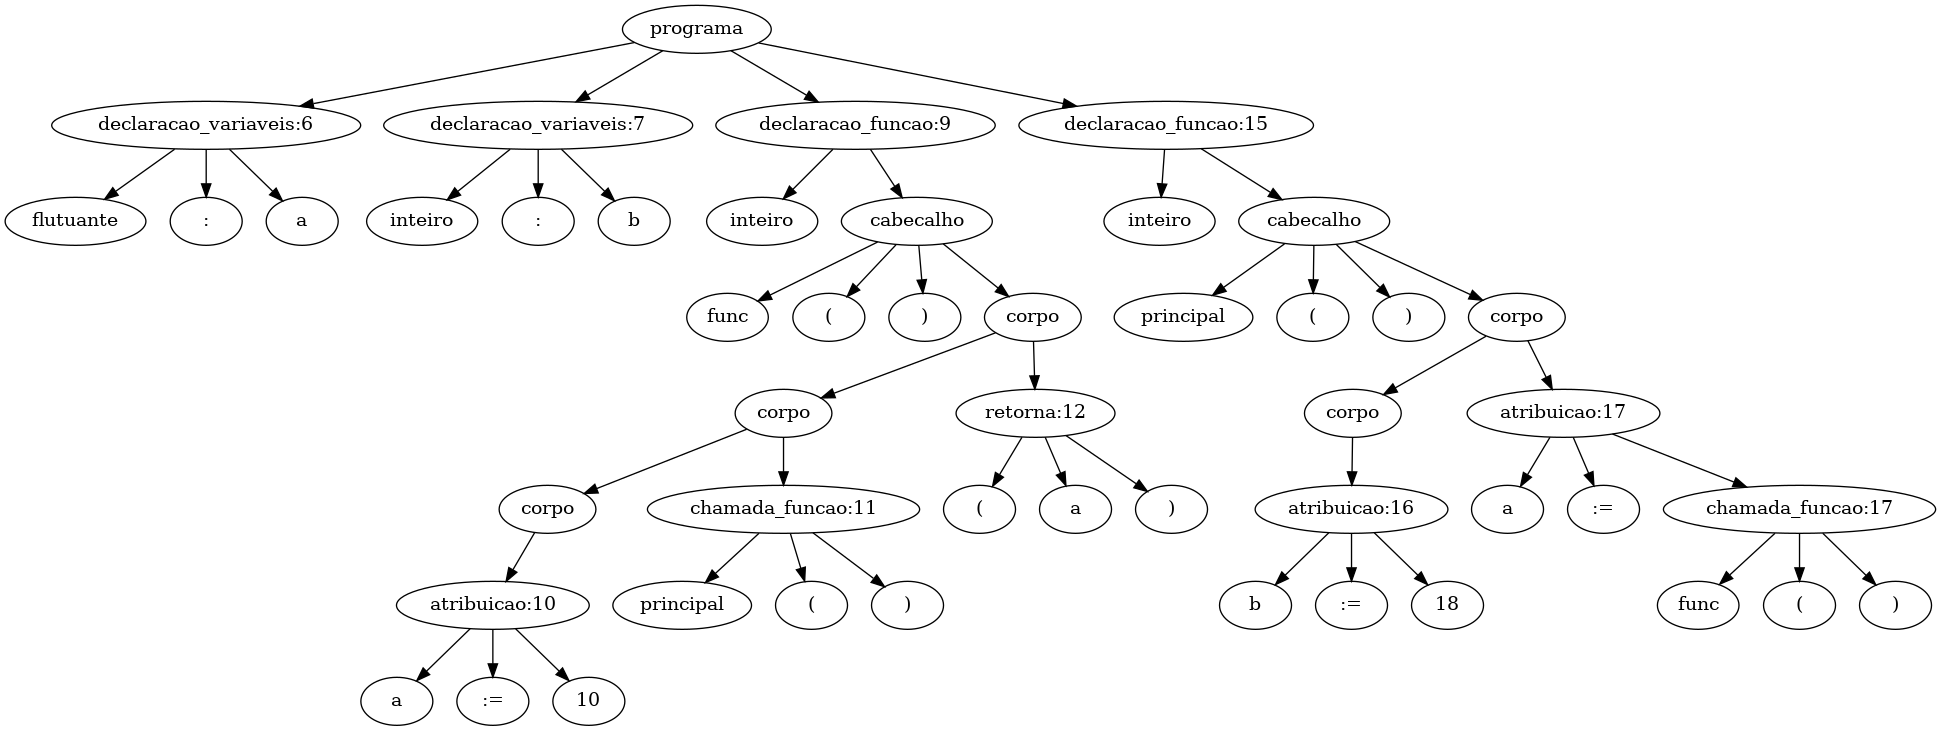 programa
declaracao_variaveis:6 declaracao_variaveis:7 declaracao_funcao:9 declaracao_funcao:15
flutuante : a inteiro : b inteiro cabecalho inteiro cabecalho
func ( ) corpo principal ( ) corpo
corpo retorna:12 corpo atribuicao:17
corpo chamada_funcao:11 ( a ) atribuicao:16 a := chamada_funcao:17
atribuicao:10 principal ( ) b := 18 func ( )
a := 10